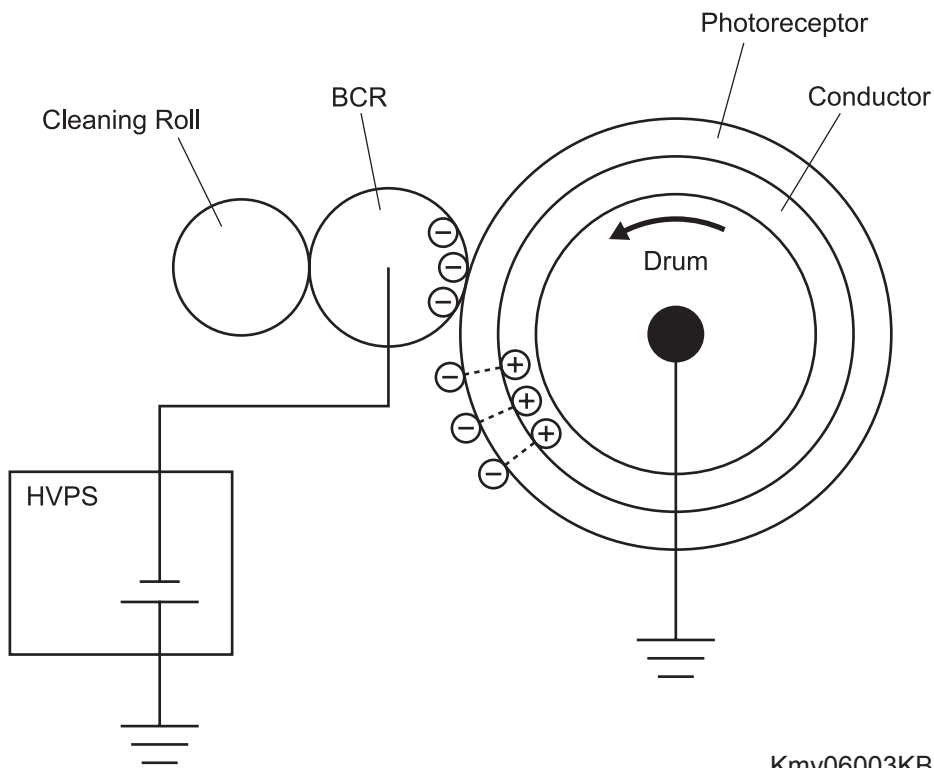 Photoreceptor
Conductor
BCR
Cleaning Roll
Drum
HVPS
Kmy06003KB